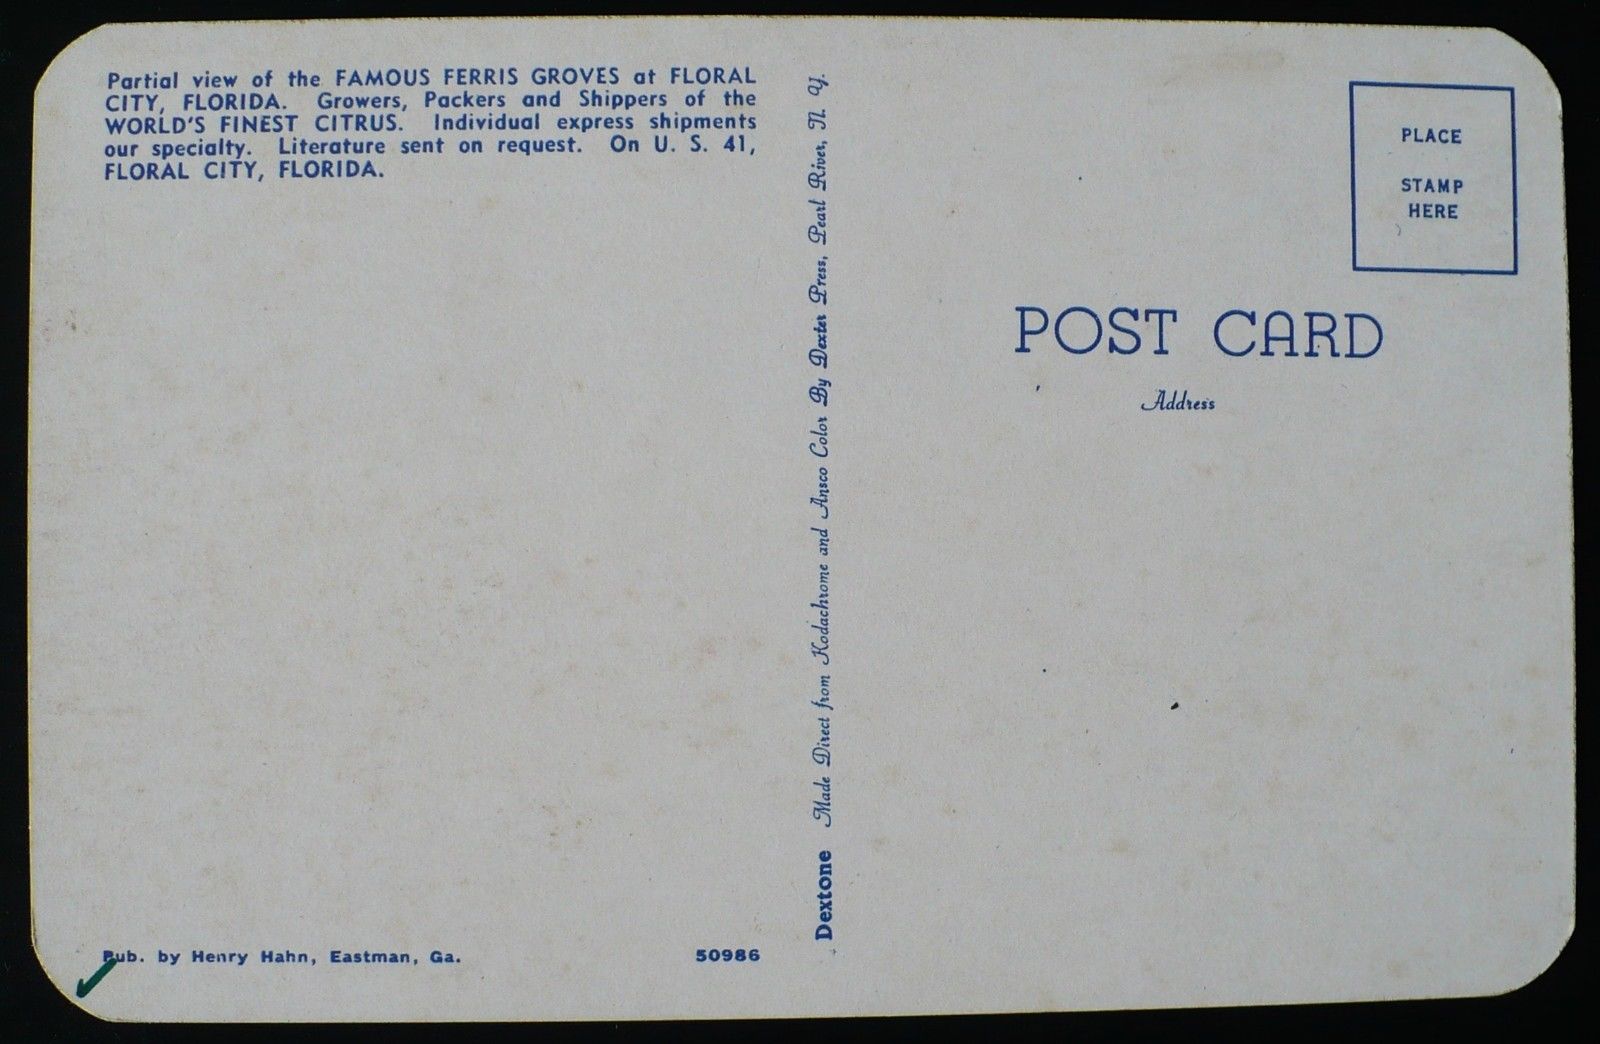 Partial view of the FAMOUS FERRIS GROVES at FLORAL
CITY, FLORIDA. Growers, Packers and Shippers of the
WORLD'S FINEST CITRUS. Individual express shipments
our specialty. Literature sent on request. On U. S. 41,
FLORAL CITY, FLORIDA.
Pub. by Henry Hahn, Eastman, Ga.
50986
Dextone Made Direct from Kodachrome and Ansco Color By Dexter Press, Pearl River, N. Y.
PLACE
STAMP
HERE
POST CARD
Address